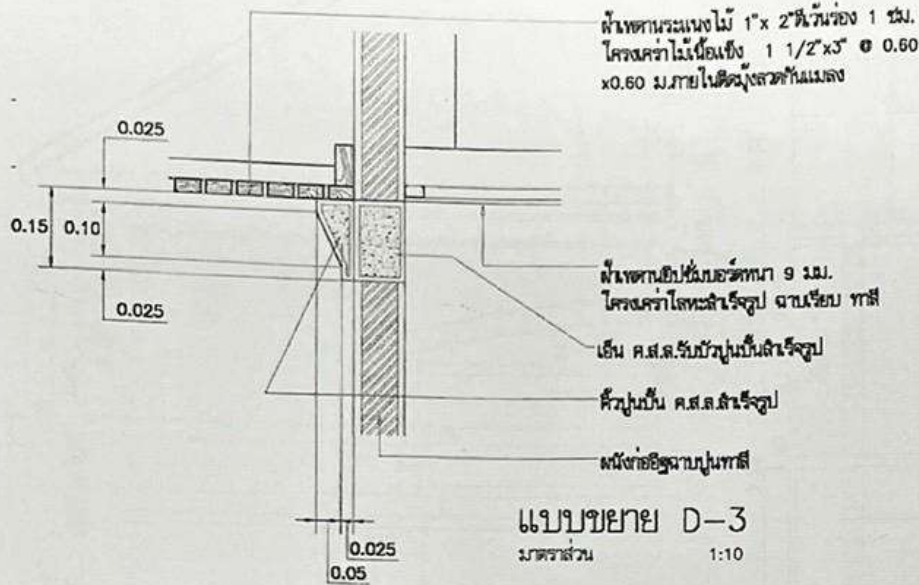 ฝ้าเพดานระแนงไม้ 1"x 2"ตีเว้นร่อง 1 ซม.
โครงเคร่าไม้เนื้อแข็ง 1 1/2"x3" @ 0.60
x0.60 ม.ภายในติดมุ้งลวดกันแมลง
0.025
0.15
0.10
0.025
ฝ้าเพดานยิปซั่มบอร์ดหนา 9 มม.
โครงเคร่าโลหะสำเร็จรูป ฉาบเรียบ ทาสี
เอ็น ค.ส.ล.รับบัวปูนปั้นสำเร็จรูป
คิ้วปูนปั้น ค.ส.ล.สำเร็จรูป
ผนังก่ออิฐฉาบปูนทาสี
แบบขยาย D-3
มาตราส่วน 1:10
0.025
0.05